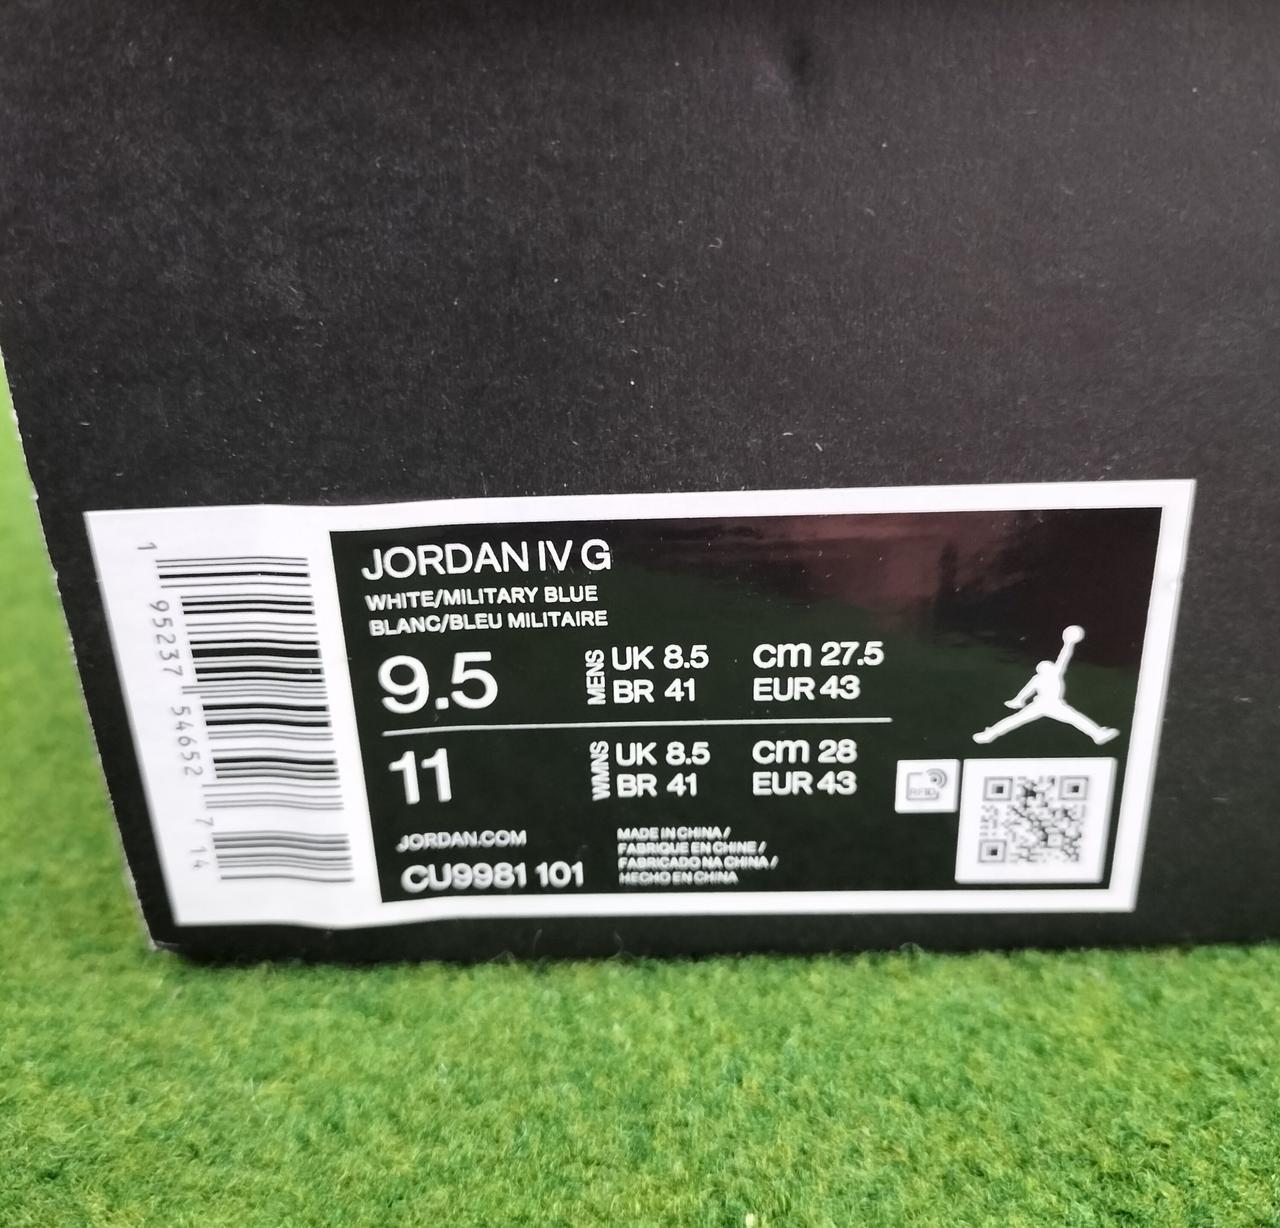 JORDAN IV G
WHITE/MILITARY BLUE
BLANC/BLEU MILITAIRE
9.5
MENS
UK 8.5
cm 27.5
BR 41
EUR 43
11
WMNS
UK 8.5
cm 28
BR 41
EUR 43
RFID
JORDAN.COM
CU9981 101
MADE IN CHINA /
FABRIQUE EN CHINE /
FABRICADO NA CHINA /
HECHO EN CHINA
1 95237 54652 7 14